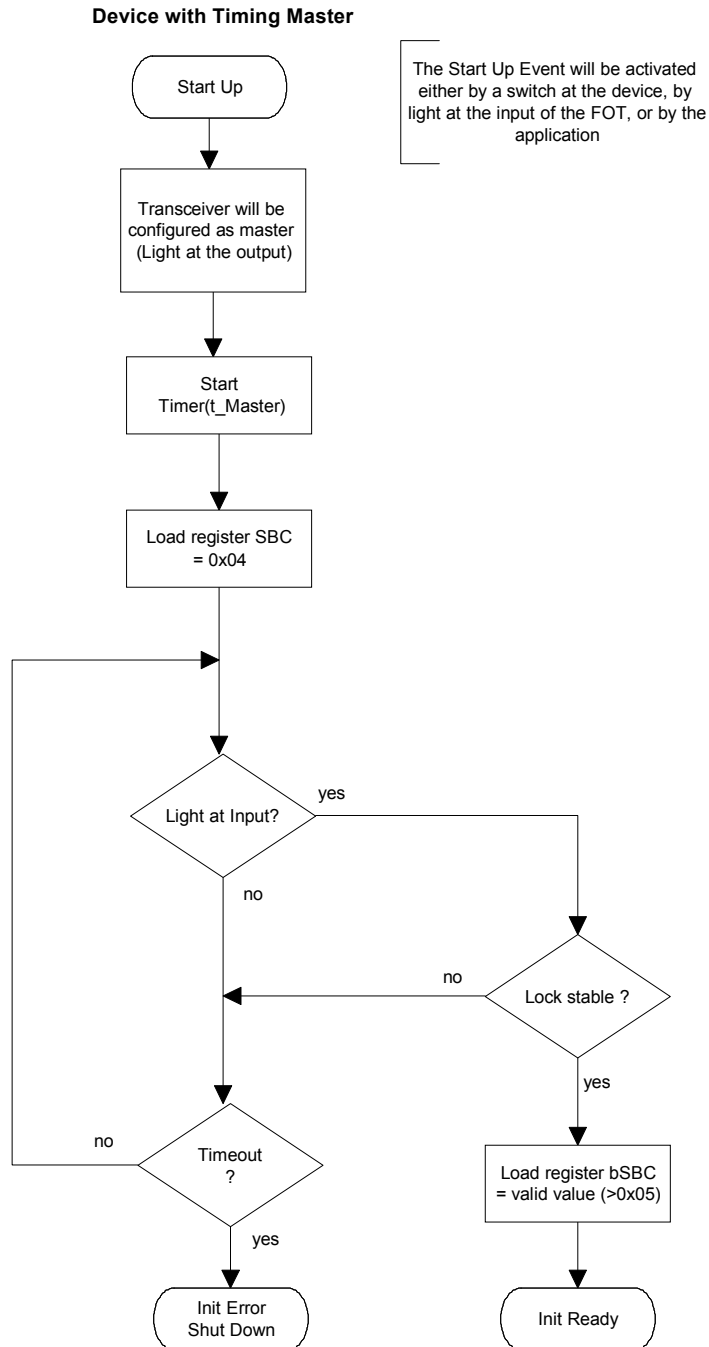 Device with Timing Master
Start Up
The Start Up Event will be activated
either by a switch at the device, by
light at the input of the FOT, or by the
application
Transceiver will be
configured as master
(Light at the output)
Start
Timer(t_Master)
Load register SBC
= 0x04
Light at Input?
yes
no
Lock stable ?
no
yes
Timeout
?
no
yes
Load register bSBC
= valid value (>0x05)
Init Error
Shut Down
Init Ready